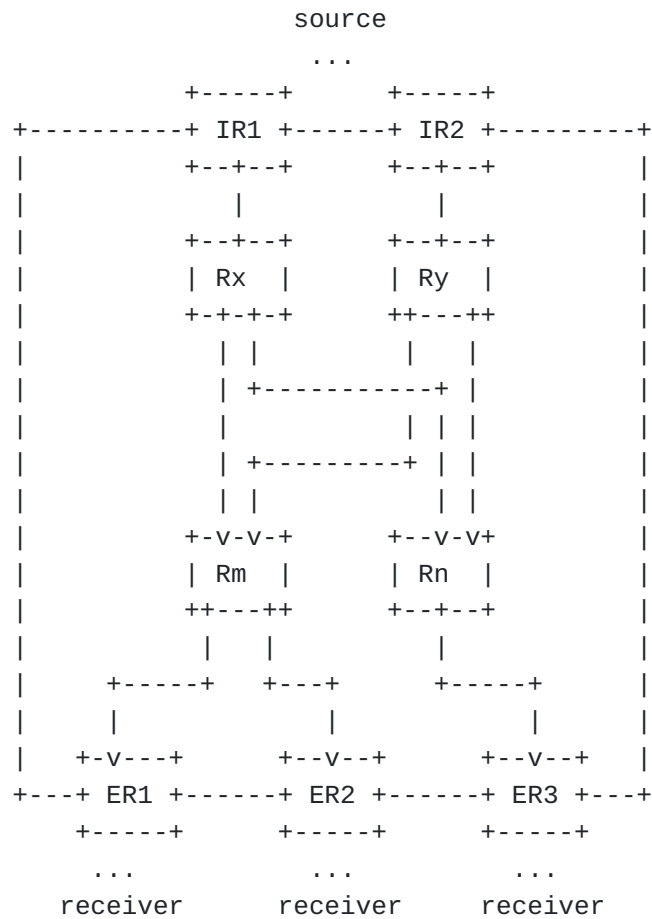 source
...
IR1 IR2
Rx Ry
Rm Rn
ER1 ER2 ER3
... ... ...
receiver receiver receiver